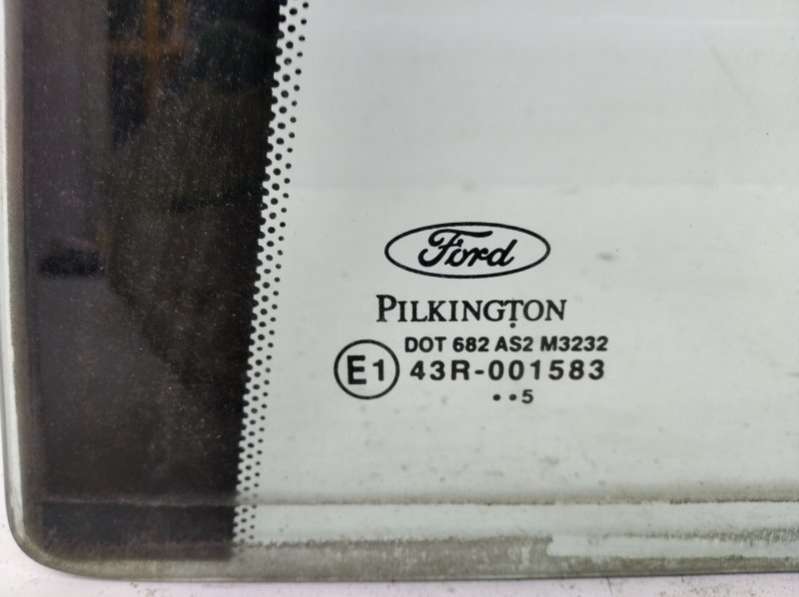 Ford
PILKINGTON
DOT 682 AS2 M3232
E1 43R-001583
••5